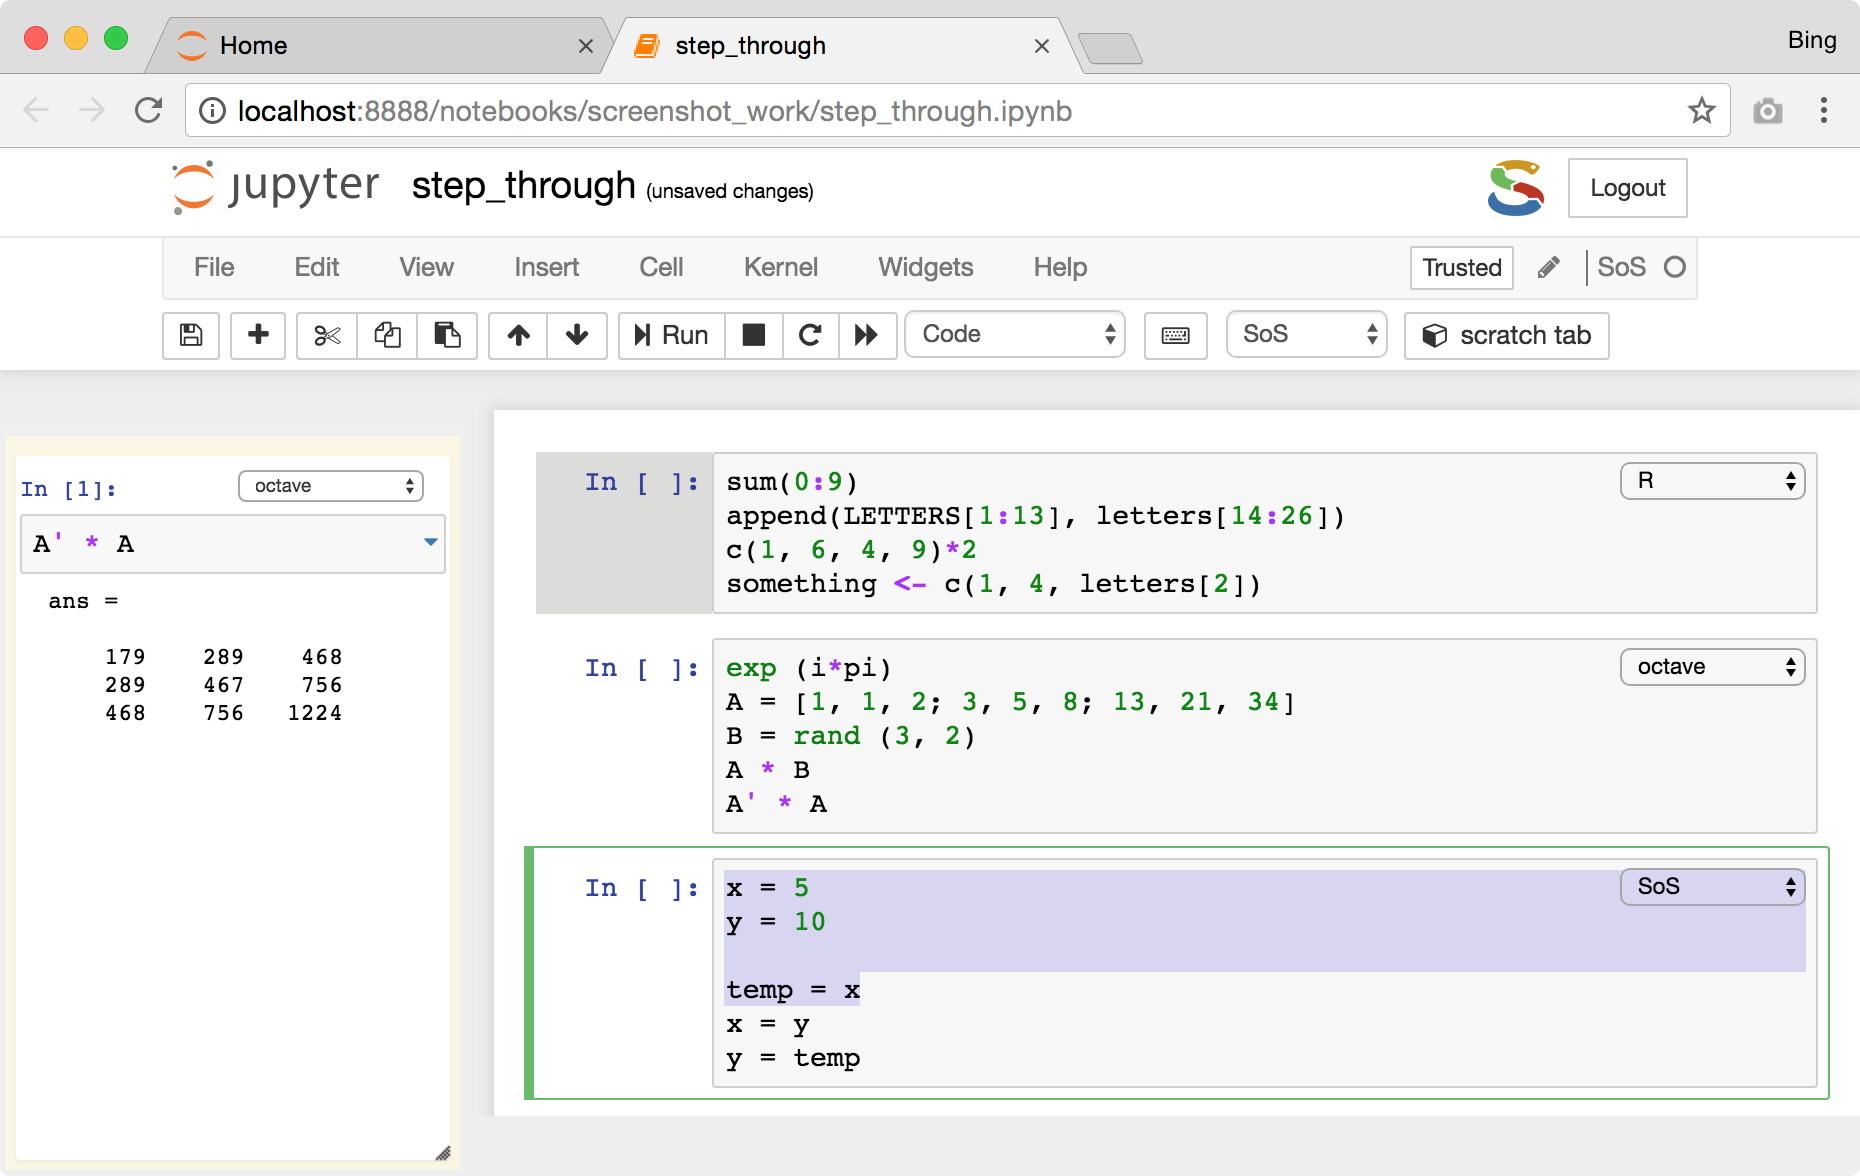 Home
step_through
Bing
localhost:8888/notebooks/screenshot_work/step_through.ipynb
jupyter step_through (unsaved changes)
Logout
File Edit View Insert Cell Kernel Widgets Help
Trusted
SoS
Run
Code
SoS
scratch tab
In [1]:
octave
A' * A
ans =
179 289 468
289 467 756
468 756 1224
In [ ]:
R
sum(0:9)
append(LETTERS[1:13], letters[14:26])
c(1, 6, 4, 9)*2
something <- c(1, 4, letters[2])
In [ ]:
octave
exp (i*pi)
A = [1, 1, 2; 3, 5, 8; 13, 21, 34]
B = rand (3, 2)
A * B
A' * A
In [ ]:
SoS
x = 5
y = 10
temp = x
x = y
y = temp